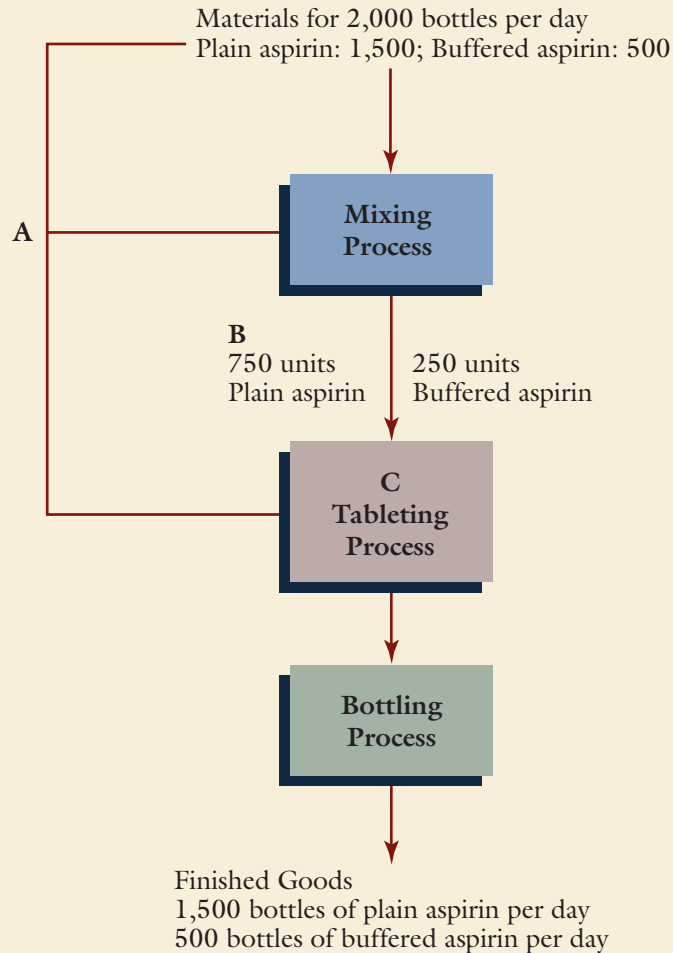 Materials for 2,000 bottles per day
Plain aspirin: 1,500; Buffered aspirin: 500
Mixing
Process
A
B
750 units
Plain aspirin
250 units
Buffered aspirin
C
Tableting
Process
Bottling
Process
Finished Goods
1,500 bottles of plain aspirin per day
500 bottles of buffered aspirin per day